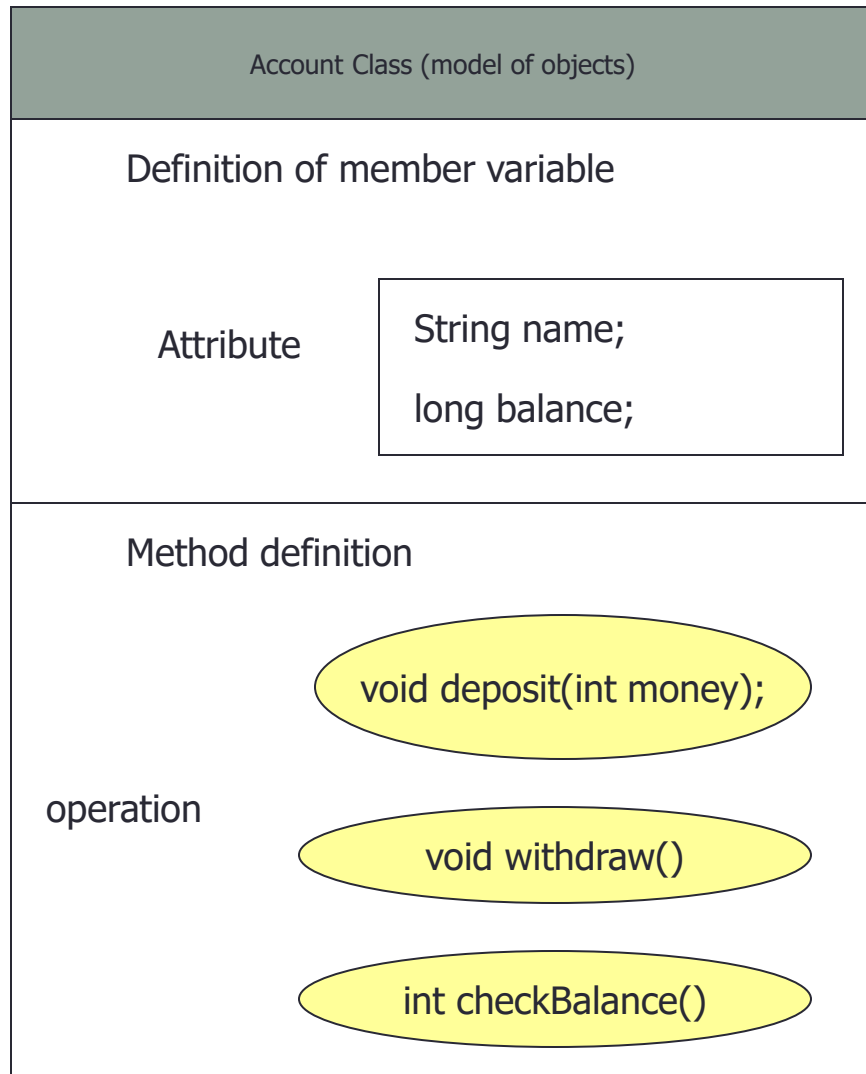 Account Class (model of objects)
Definition of member variable
Attribute
String name;
long balance;
Method definition
void deposit(int money);
operation
void withdraw()
int checkBalance()